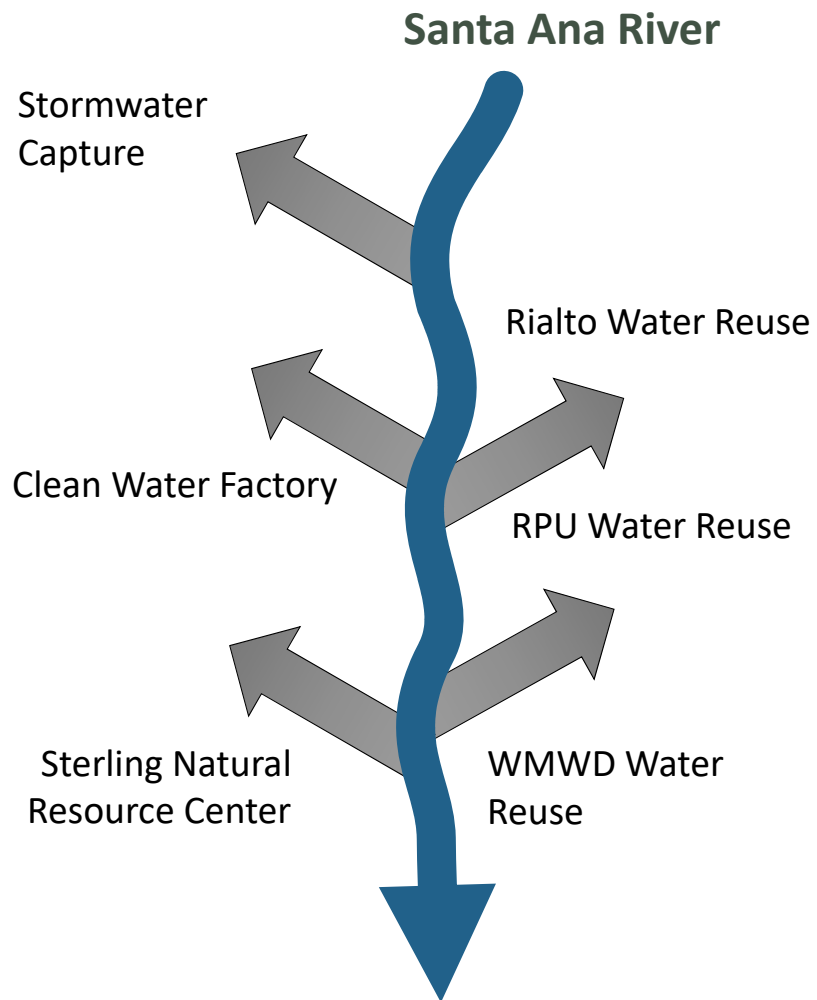 Santa Ana River
Stormwater
Capture
Rialto Water Reuse
Clean Water Factory
RPU Water Reuse
Sterling Natural
Resource Center
WMWD Water
Reuse